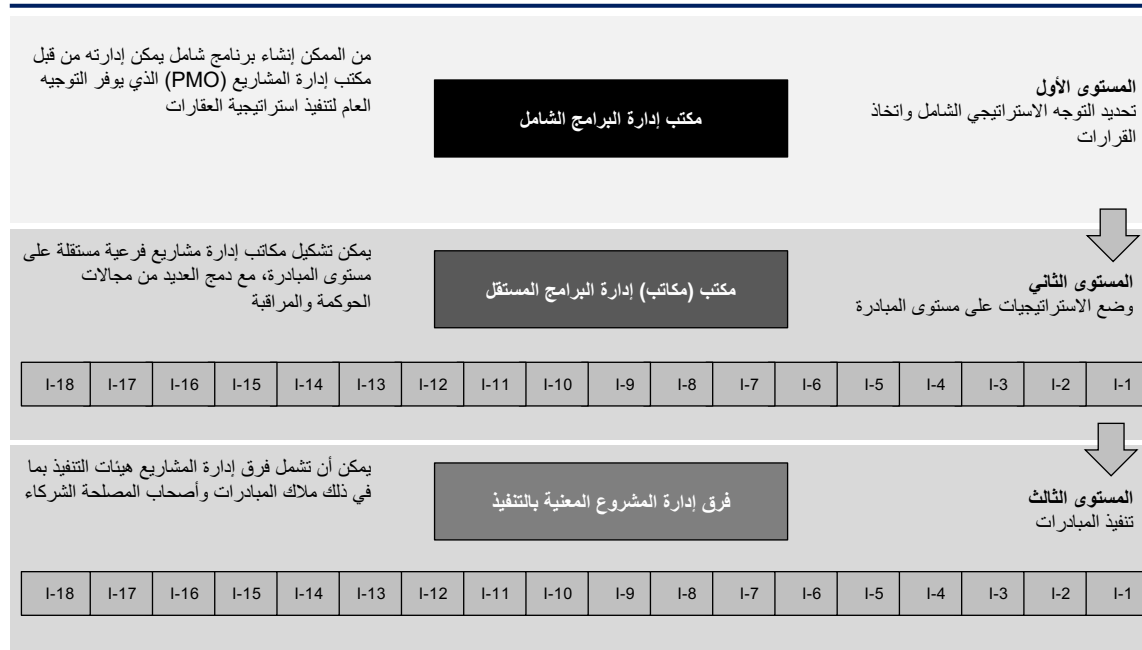 المستوى الأول
تحديد التوجه الاستراتيجي الشامل واتخاذ
القرارات
مكتب إدارة البرامج الشامل
من الممكن إنشاء برنامج شامل يمكن إدارته من قبل
مكتب إدارة المشاريع (PMO) الذي يوفر التوجيه
العام لتنفيذ استراتيجية العقارات
المستوى الثاني
وضع الاستراتيجيات على مستوى المبادرة
مكتب (مكاتب) إدارة البرامج المستقل
يمكن تشكيل مكاتب إدارة مشاريع فرعية مستقلة على
مستوى المبادرة، مع دمج العديد من مجالات
الحوكمة والمراقبة
I-1 I-2 I-3 I-4 I-5 I-6 I-7 I-8 I-9 I-10 I-11 I-12 I-13 I-14 I-15 I-16 I-17 I-18
المستوى الثالث
تنفيذ المبادرات
فرق إدارة المشروع المعنية بالتنفيذ
يمكن أن تشمل فرق إدارة المشاريع هيئات التنفيذ بما
في ذلك ملاك المبادرات وأصحاب المصلحة الشركاء
I-1 I-2 I-3 I-4 I-5 I-6 I-7 I-8 I-9 I-10 I-11 I-12 I-13 I-14 I-15 I-16 I-17 I-18